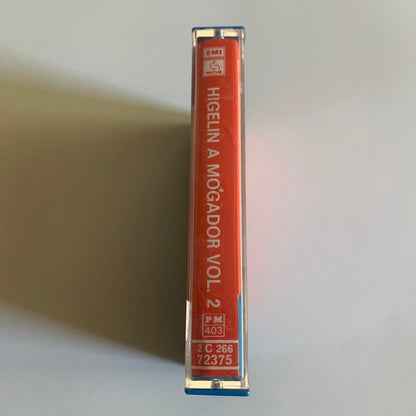 EMI
HIGELIN A MOGADOR VOL. 2
PM
403
2 C 266
72375